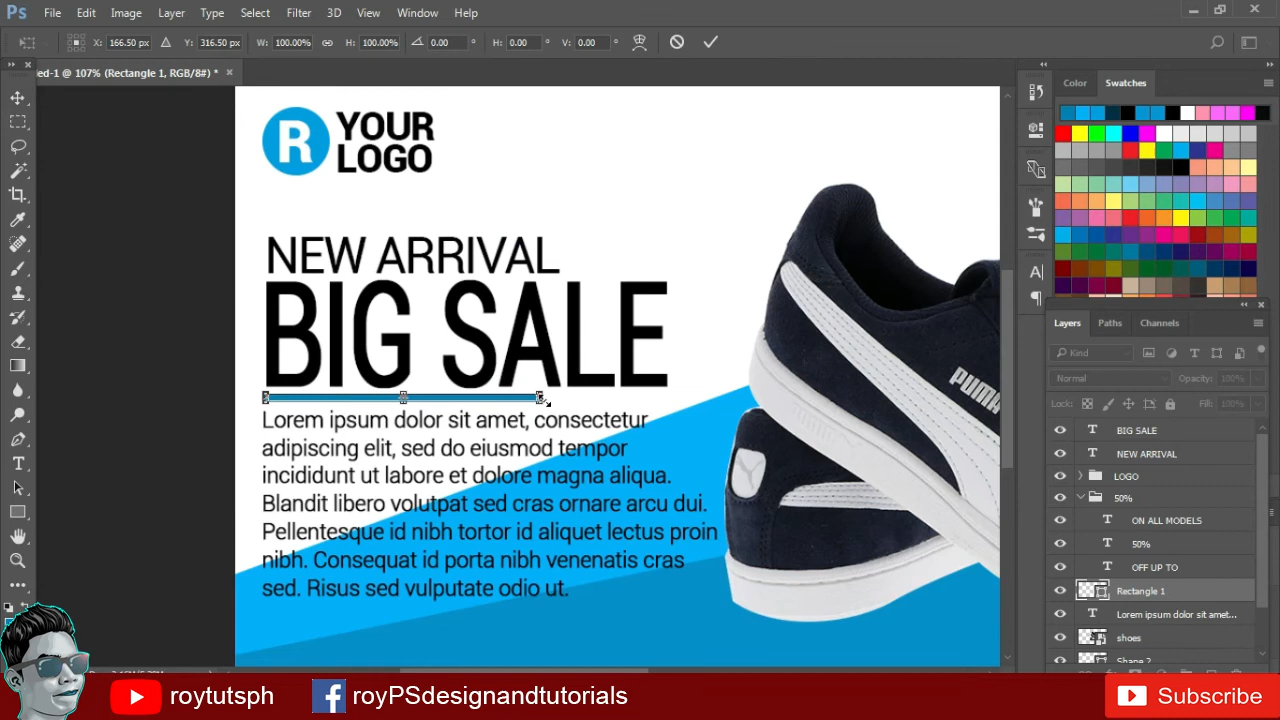 Ps File Edit Image Layer Type Select Filter 3D View Window Help
X: 166.50 px Y: 316.50 px W: 100.00% H: 100.00% 0.00 ° H: 0.00 ° V: 0.00 °
ed-1 @ 107% (Rectangle 1, RGB/8#) * ×
Color Swatches
R YOUR
LOGO
NEW ARRIVAL
BIG SALE
Lorem ipsum dolor sit amet, consectetur
adipiscing elit, sed do eiusmod tempor
incididunt ut labore et dolore magna aliqua.
Blandit libero volutpat sed cras ornare arcu dui.
Pellentesque id nibh tortor id aliquet lectus proin
nibh. Consequat id porta nibh venenatis cras
sed. Risus sed vulputate odio ut.
PUMA
Layers Paths Channels
Kind
Normal Opacity: 100%
Lock: Fill: 100%
BIG SALE
NEW ARRIVAL
LOGO
50%
ON ALL MODELS
50%
OFF UP TO
Rectangle 1
Lorem ipsum dolor sit amet...
shoes
Shape 2
roytutsph
royPSdesignandtutorials
Subscribe